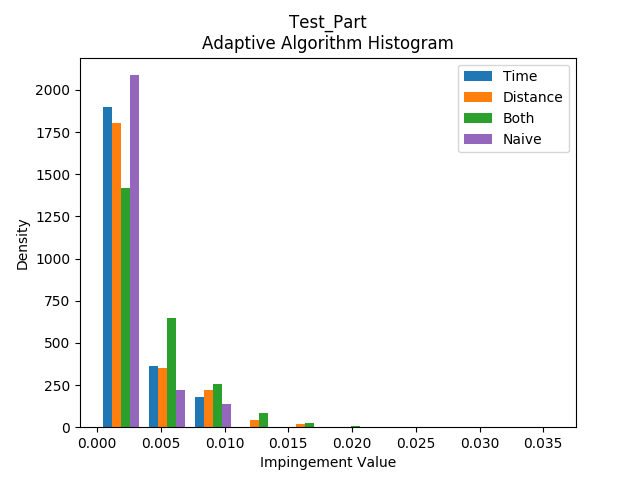 Test_Part
Adaptive Algorithm Histogram
Time
Distance
Both
Naive
2000
1750
1500
1250
1000
750
500
250
0
Density
0.000 0.005 0.010 0.015 0.020 0.025 0.030 0.035
Impingement Value